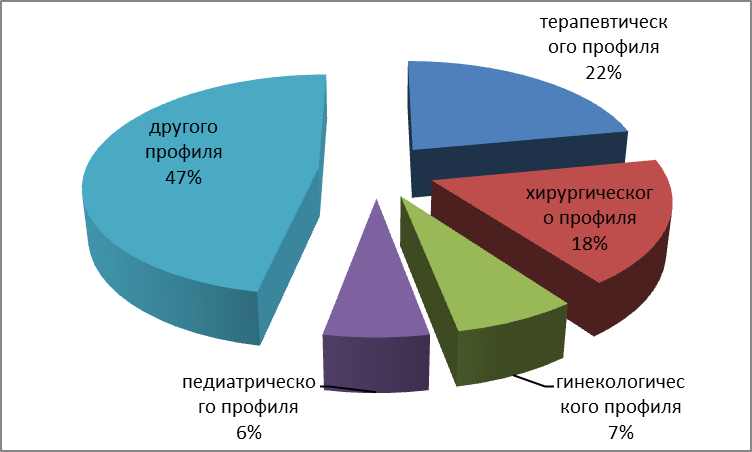 терапевтическ
ого профиля
22%
другого
профиля
47%
хирургическог
о профиля
18%
педиатрическо
го профиля
6%
гинекологичес
кого профиля
7%